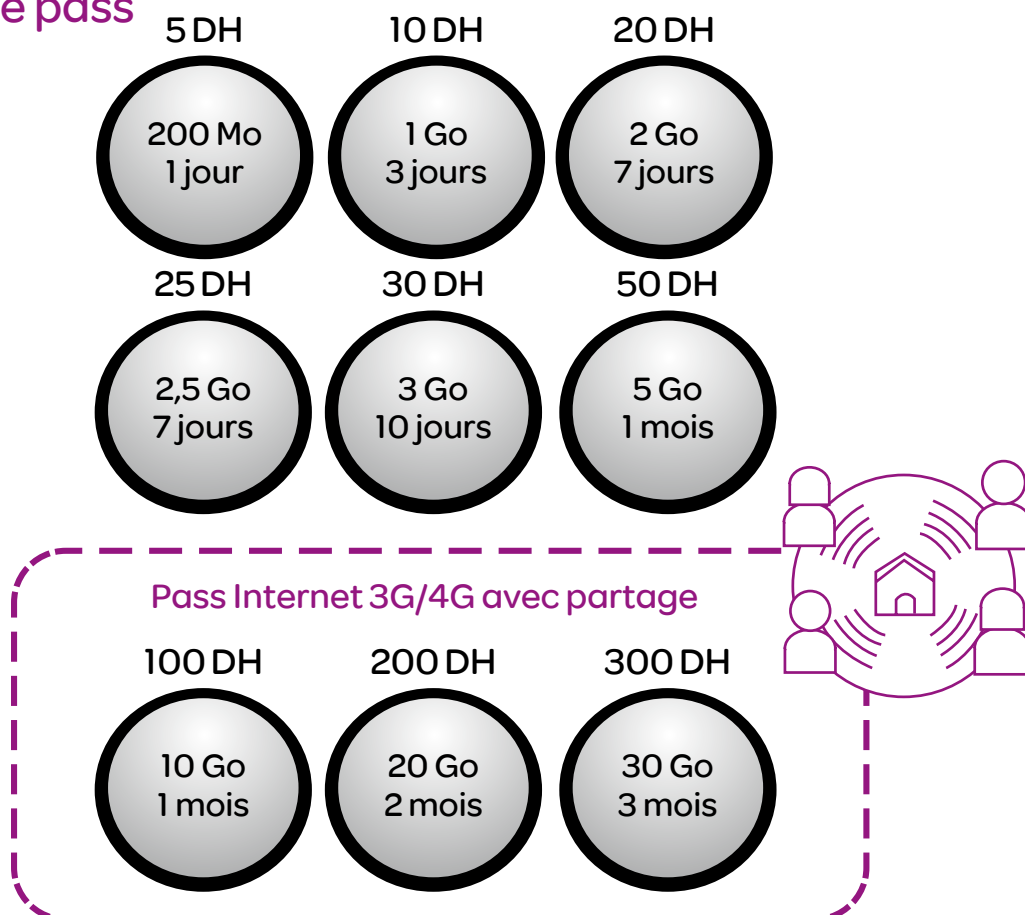 e pass
5 DH 10 DH 20 DH
200 Mo 1 Go 2 Go
1 jour 3 jours 7 jours
25 DH 30 DH 50 DH
2,5 Go 3 Go 5 Go
7 jours 10 jours 1 mois
Pass Internet 3G/4G avec partage
100 DH 200 DH 300 DH
10 Go 20 Go 30 Go
1 mois 2 mois 3 mois